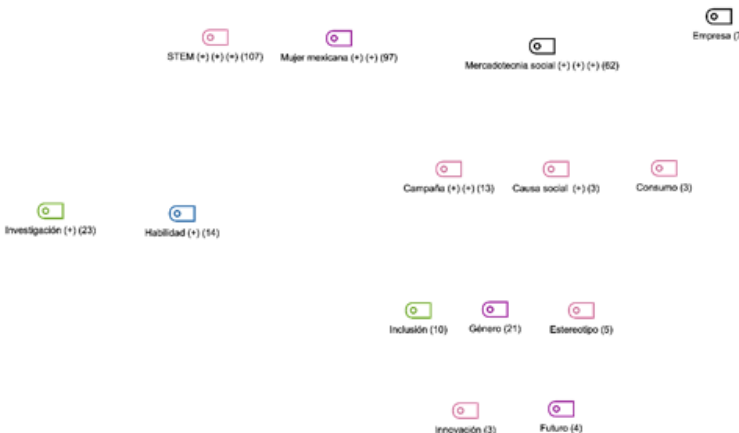 Empresa (7
STEM (+) (+) (+) (107)
Mujer mexicana (+) (+) (97)
Mercadotecnia social (+) (+) (+) (62)
Campaña (+) (+) (13)
Causa social (+) (3)
Consumo (3)
Investigación (+) (23)
Habilidad (+) (14)
Inclusión (10)
Género (21)
Estereotipo (5)
Innovación (3)
Futuro (4)